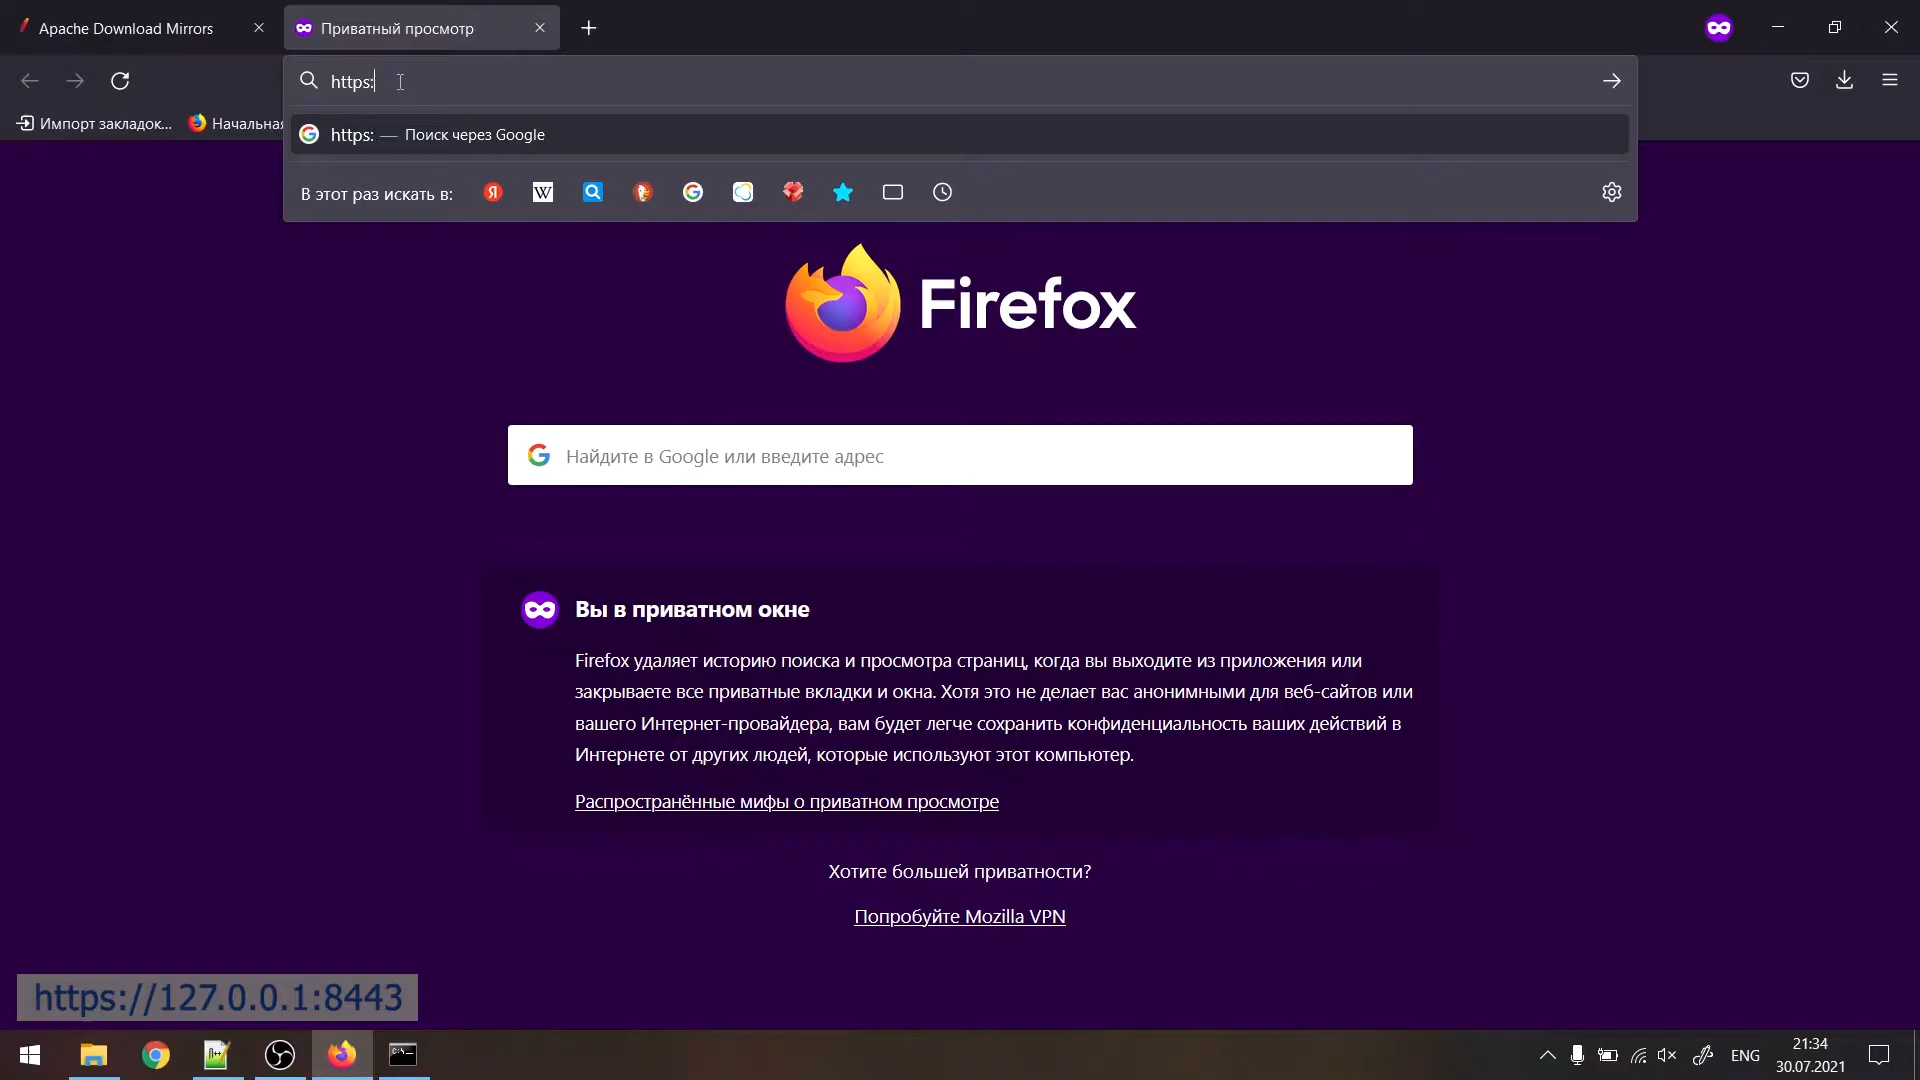 Apache Download Mirrors
Приватный просмотр
https:
Импорт закладок...
Начальная
https: — Поиск через Google
В этот раз искать в:
Firefox
Найдите в Google или введите адрес
Вы в приватном окне
Firefox удаляет историю поиска и просмотра страниц, когда вы выходите из приложения или
закрываете все приватные вкладки и окна. Хотя это не делает вас анонимными для веб-сайтов или
вашего Интернет-провайдера, вам будет легче сохранить конфиденциальность ваших действий в
Интернете от других людей, которые используют этот компьютер.
Распространённые мифы о приватном просмотре
Хотите большей приватности?
Попробуйте Mozilla VPN
https://127.0.0.1:8443
ENG
21:34
30.07.2021